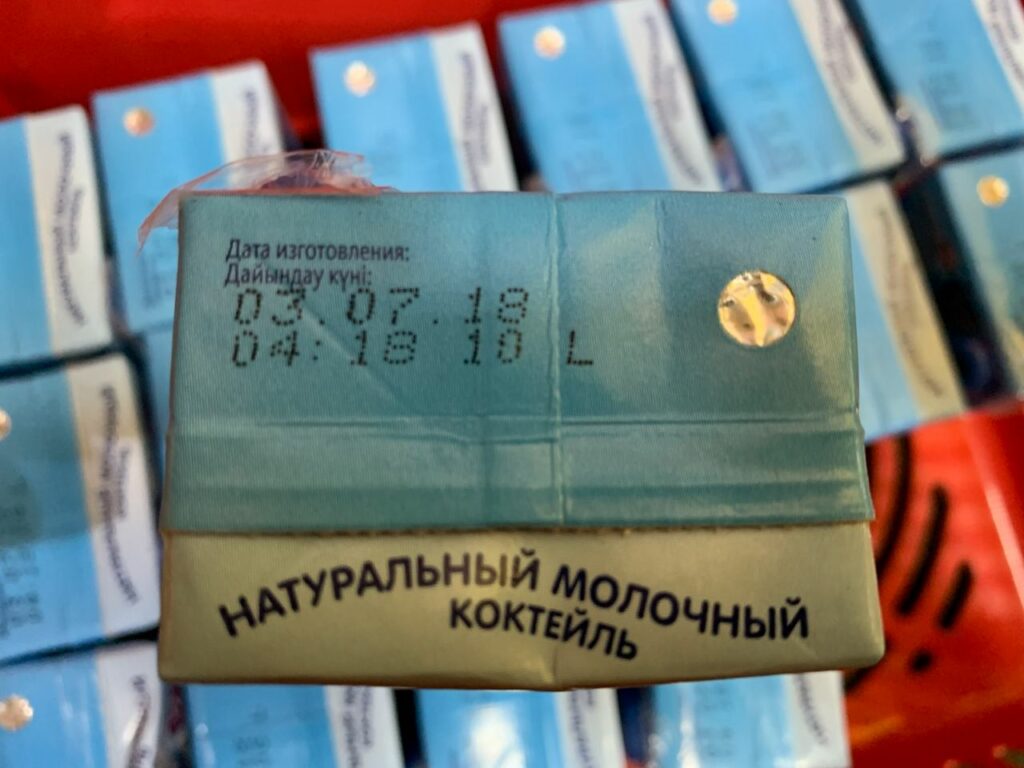 Дата изготовления:
Дайындау күні:
03.07.18
04:18 10 L
НАТУРАЛЬНЫЙ МОЛОЧНЫЙ
КОКТЕЙЛЬ